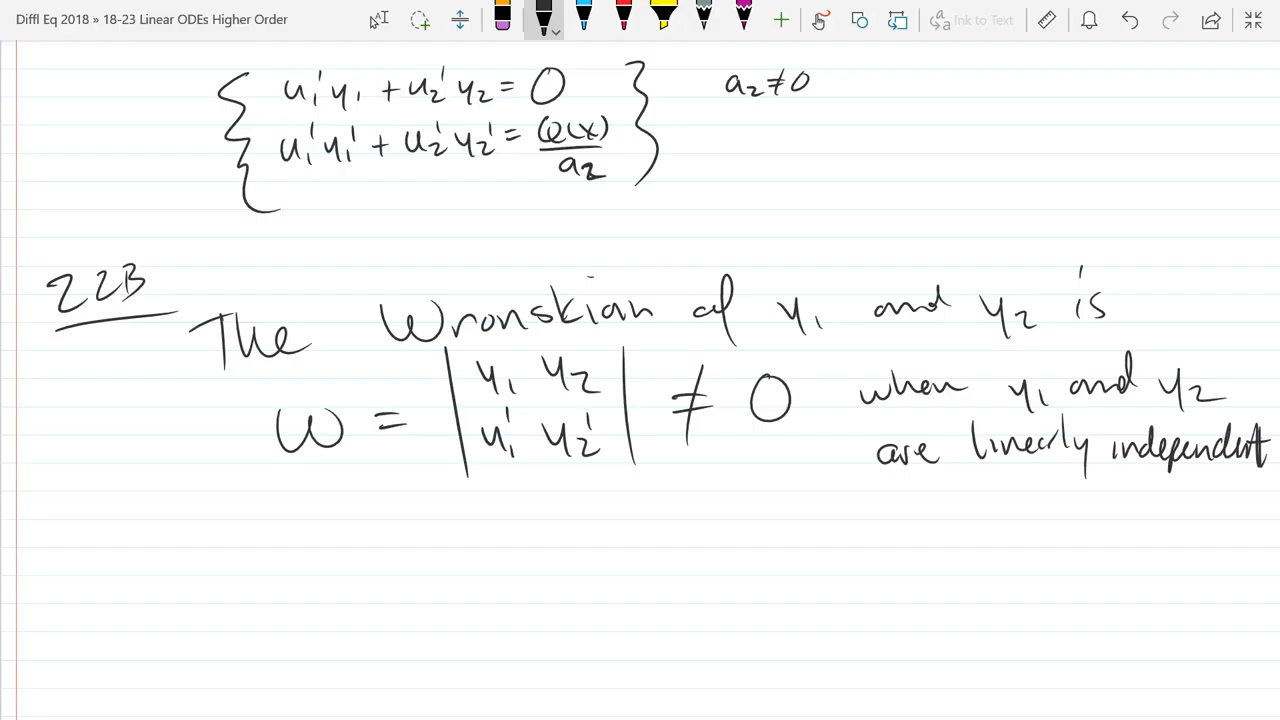 Diffl Eq 2018 » 18-23 Linear ODEs Higher Order
Ink to Text
u₁'y₁ + u₂'y₂ = 0 a₂ ≠ 0
u₁'y₁' + u₂'y₂' = Q(x)/a₂
22B
The Wronskian of y₁ and y₂ is
W = | y₁ y₂ | ≠ 0 when y₁ and y₂
| y₁' y₂' | are linearly independent